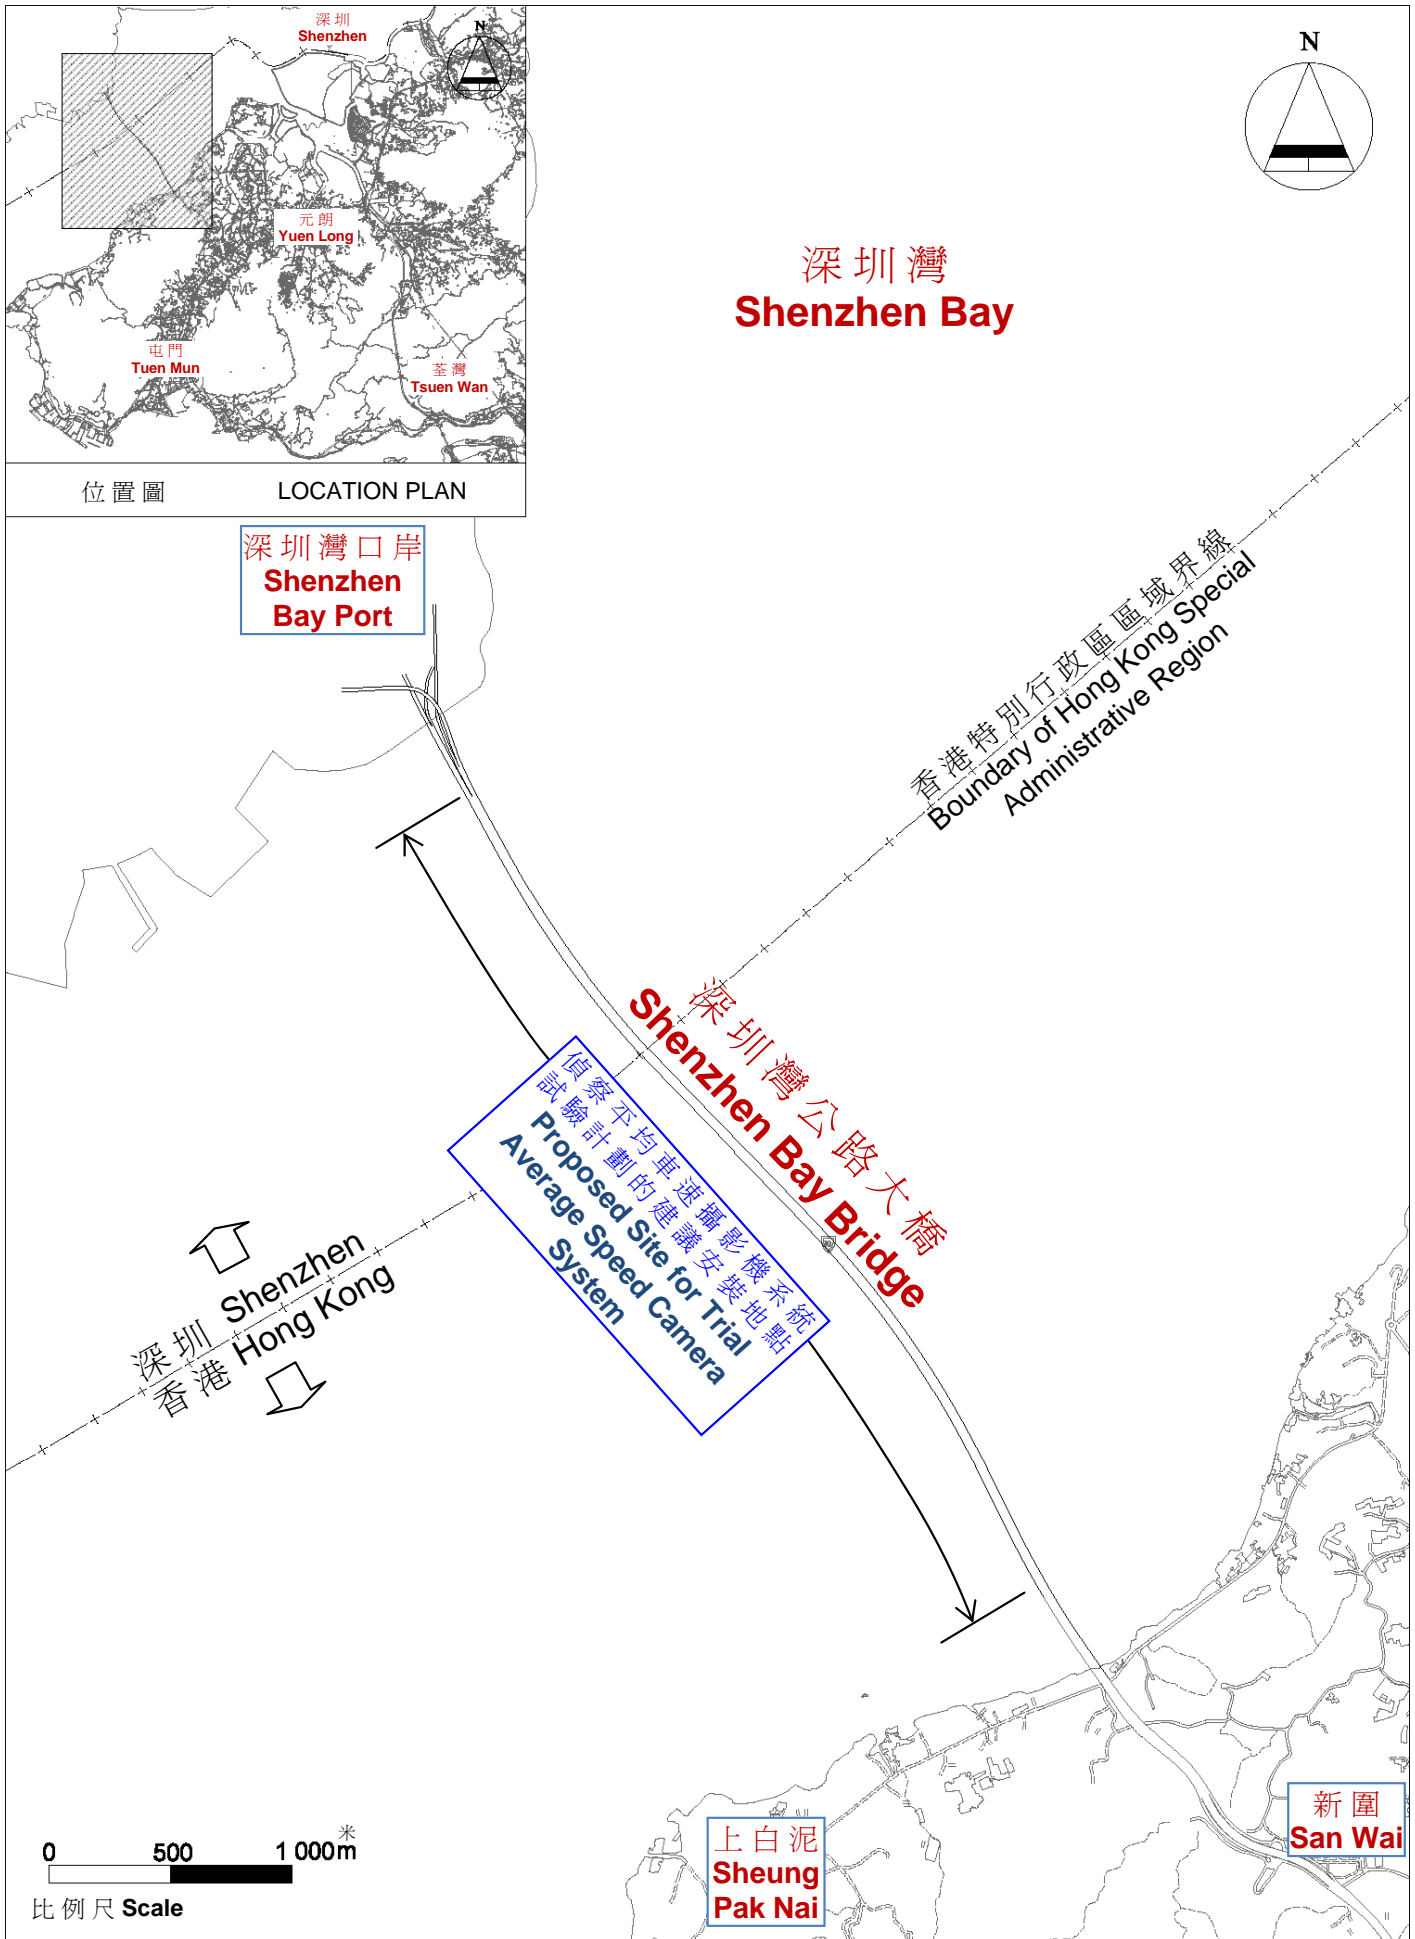 深圳
Shenzhen
N
元朗
Yuen Long
屯門
Tuen Mun
荃灣
Tsuen Wan
位置圖 LOCATION PLAN
N
深圳灣
Shenzhen Bay
深圳灣口岸
Shenzhen
Bay Port
香港特別行政區區域界線
Boundary of Hong Kong Special
Administrative Region
深圳灣公路大橋
Shenzhen Bay Bridge
偵察平均車速攝影機系統
試驗計劃的建議安裝地點
Proposed Site for Trial
Average Speed Camera
System
深圳 Shenzhen
香港 Hong Kong
新圍
San Wai
上白泥
Sheung
Pak Nai
0 500 1 000 米
m
比例尺 Scale